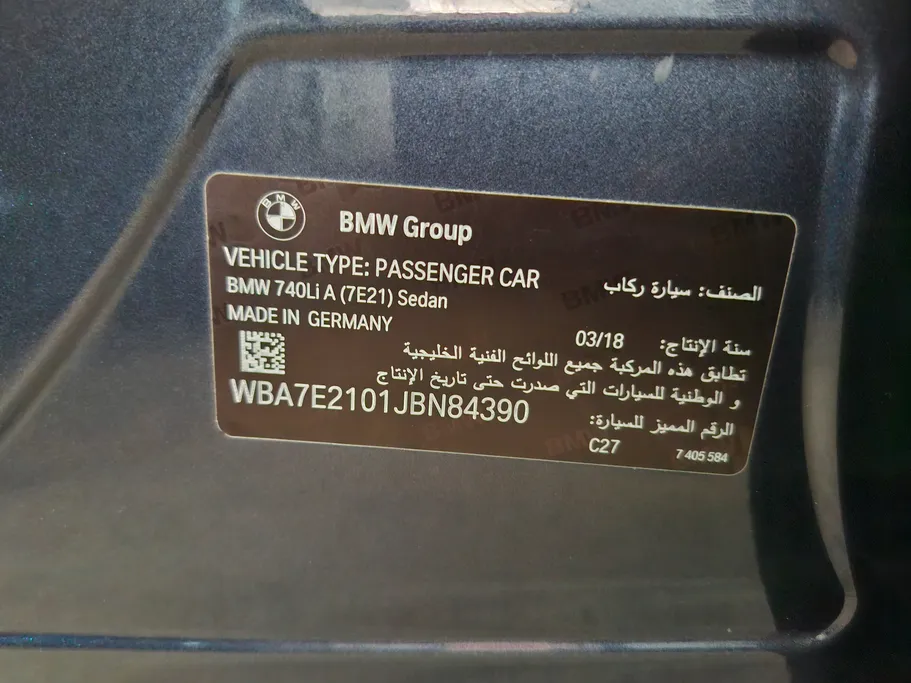 BMW
BMW Group
VEHICLE TYPE: PASSENGER CAR
الصنف: سيارة ركاب
BMW 740Li A (7E21) Sedan
MADE IN GERMANY
سنة الإنتاج: 03/18
تطابق هذه المركبة جميع اللوائح الفنية الخليجية
و الوطنية للسيارات التي صدرت حتى تاريخ الإنتاج
WBA7E2101JBN84390
الرقم المميز للسيارة:
C27
7 405 584